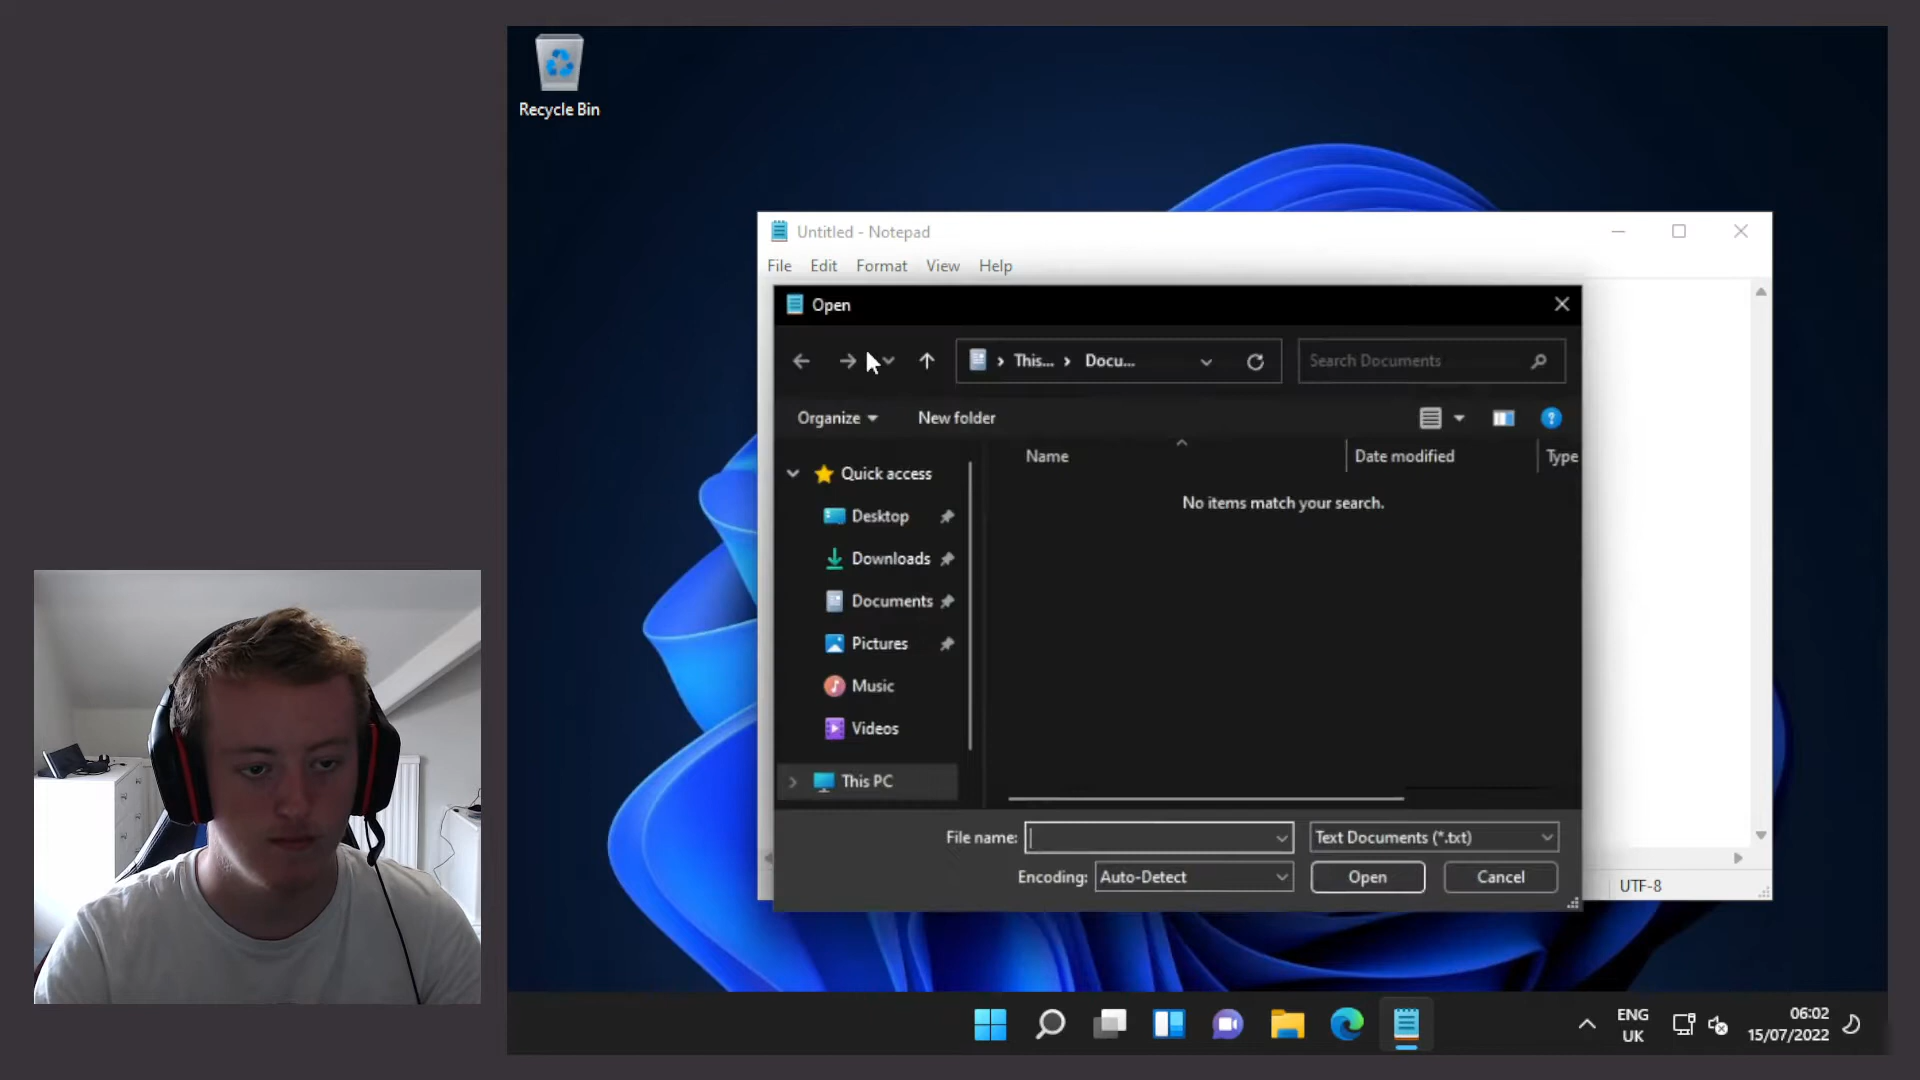 Recycle Bin
Untitled - Notepad
File Edit Format View Help
Open
This... Docu...
Search Documents
Organize
New folder
Name
Date modified
Type
No items match your search.
Quick access
Desktop
Downloads
Documents
Pictures
Music
Videos
This PC
File name:
Text Documents (*.txt)
Encoding: Auto-Detect
Open
Cancel
UTF-8
ENG
UK
06:02
15/07/2022